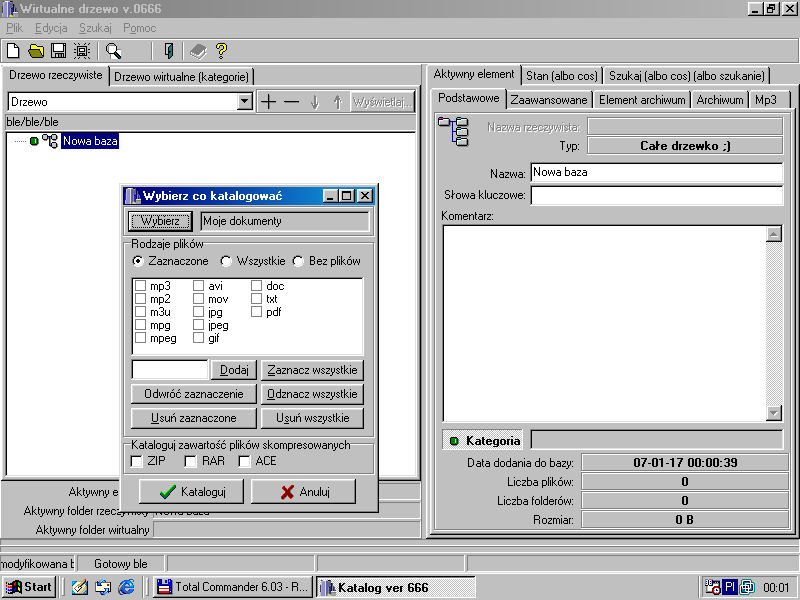 Wirtualne drzewo v.0666
Plik Edycja Szukaj Pomoc
Drzewo rzeczywiste Drzewo wirtualne (kategorie)
Drzewo Wyświetlaj...
ble/ble/ble
Nowa baza
Wybierz co katalogować
Wybierz Moje dokumenty
Rodzaje plików
Zaznaczone Wszystkie Bez plików
mp3 avi doc
mp2 mov txt
m3u jpg pdf
mpg jpeg
mpeg gif
Dodaj Zaznacz wszystkie
Odwróć zaznaczenie Odznacz wszystkie
Usuń zaznaczone Usuń wszystkie
Kataloguj zawartość plików skompresowanych
ZIP RAR ACE
Kataloguj Anuluj
Aktywny e
Aktywny folder rzeczywisty Nowa baza
Aktywny folder wirtualny
Aktywny element Stan (albo cos) Szukaj (albo cos) (albo szukanie)
Podstawowe Zaawansowane Element archiwum Archiwum Mp3
Nazwa rzeczywista:
Typ: Całe drzewko ;)
Nazwa: Nowa baza
Słowa kluczowe:
Komentarz:
Kategoria
Data dodania do bazy: 07-01-17 00:00:39
Liczba plików: 0
Liczba folderów: 0
Rozmiar: 0 B
modyfikowana b Gotowy ble
Start Total Commander 6.03 - R... Katalog ver 666 Pl 00:01